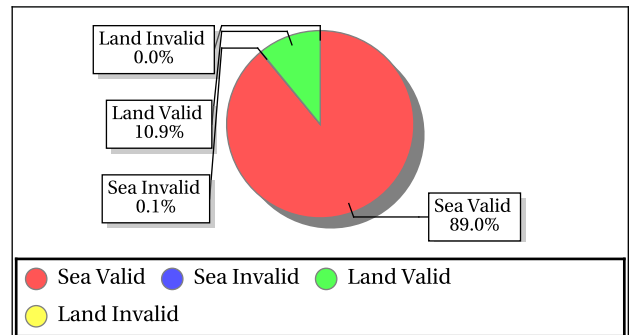 Land Invalid
0.0%
Land Valid
10.9%
Sea Invalid
0.1%
Sea Valid
89.0%
Sea Valid Sea Invalid Land Valid
Land Invalid